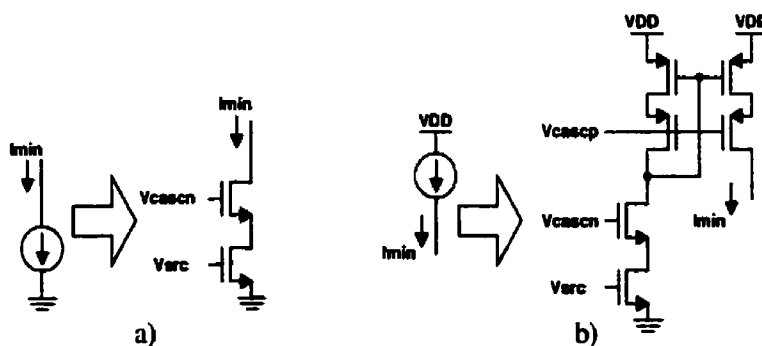 Imin
Imin
Vcascn
Vsrc
a)
VDD
Imin
VDD
VDD
Vcascp
Vcascn
Imin
Vsrc
b)